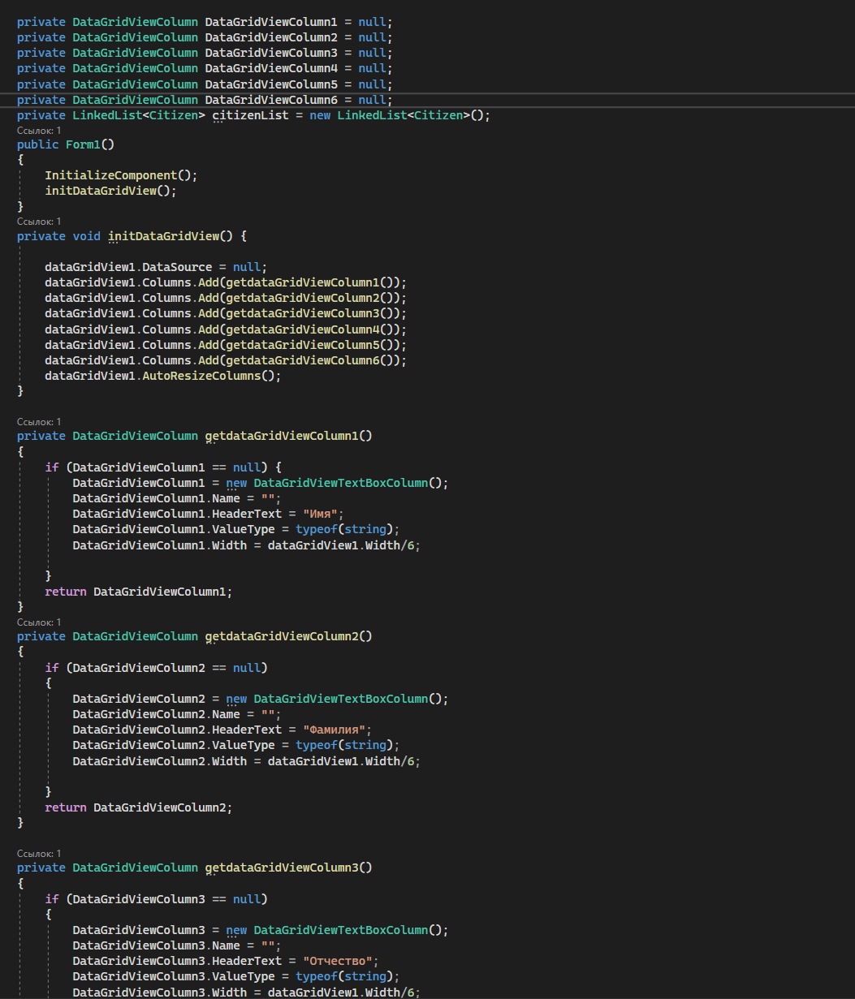 private DataGridViewColumn DataGridViewColumn1 = null;
private DataGridViewColumn DataGridViewColumn2 = null;
private DataGridViewColumn DataGridViewColumn3 = null;
private DataGridViewColumn DataGridViewColumn4 = null;
private DataGridViewColumn DataGridViewColumn5 = null;
private DataGridViewColumn DataGridViewColumn6 = null;
private LinkedList<Citizen> citizenList = new LinkedList<Citizen>();
Ссылок: 1
public Form1()
{
    InitializeComponent();
    initDataGridView();
}
Ссылок: 1
private void initDataGridView() {
    dataGridView1.DataSource = null;
    dataGridView1.Columns.Add(getdataGridViewColumn1());
    dataGridView1.Columns.Add(getdataGridViewColumn2());
    dataGridView1.Columns.Add(getdataGridViewColumn3());
    dataGridView1.Columns.Add(getdataGridViewColumn4());
    dataGridView1.Columns.Add(getdataGridViewColumn5());
    dataGridView1.Columns.Add(getdataGridViewColumn6());
    dataGridView1.AutoResizeColumns();
}
Ссылок: 1
private DataGridViewColumn getdataGridViewColumn1()
{
    if (DataGridViewColumn1 == null) {
        DataGridViewColumn1 = new DataGridViewTextBoxColumn();
        DataGridViewColumn1.Name = "";
        DataGridViewColumn1.HeaderText = "Имя";
        DataGridViewColumn1.ValueType = typeof(string);
        DataGridViewColumn1.Width = dataGridView1.Width/6;
    }
    return DataGridViewColumn1;
}
Ссылок: 1
private DataGridViewColumn getdataGridViewColumn2()
{
    if (DataGridViewColumn2 == null)
    {
        DataGridViewColumn2 = new DataGridViewTextBoxColumn();
        DataGridViewColumn2.Name = "";
        DataGridViewColumn2.HeaderText = "Фамилия";
        DataGridViewColumn2.ValueType = typeof(string);
        DataGridViewColumn2.Width = dataGridView1.Width/6;
    }
    return DataGridViewColumn2;
}
Ссылок: 1
private DataGridViewColumn getdataGridViewColumn3()
{
    if (DataGridViewColumn3 == null)
    {
        DataGridViewColumn3 = new DataGridViewTextBoxColumn();
        DataGridViewColumn3.Name = "";
        DataGridViewColumn3.HeaderText = "Отчество";
        DataGridViewColumn3.ValueType = typeof(string);
        DataGridViewColumn3.Width = dataGridView1.Width/6;